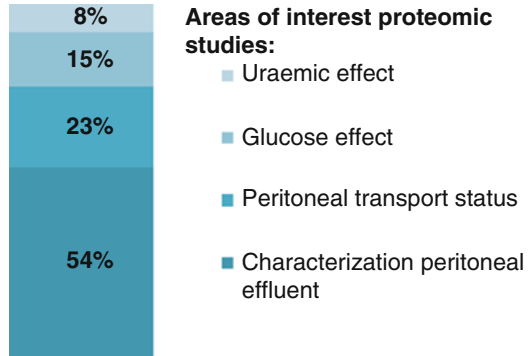 8%
15%
23%
54%
Areas of interest proteomic
studies:
Uraemic effect
Glucose effect
Peritoneal transport status
Characterization peritoneal
effluent